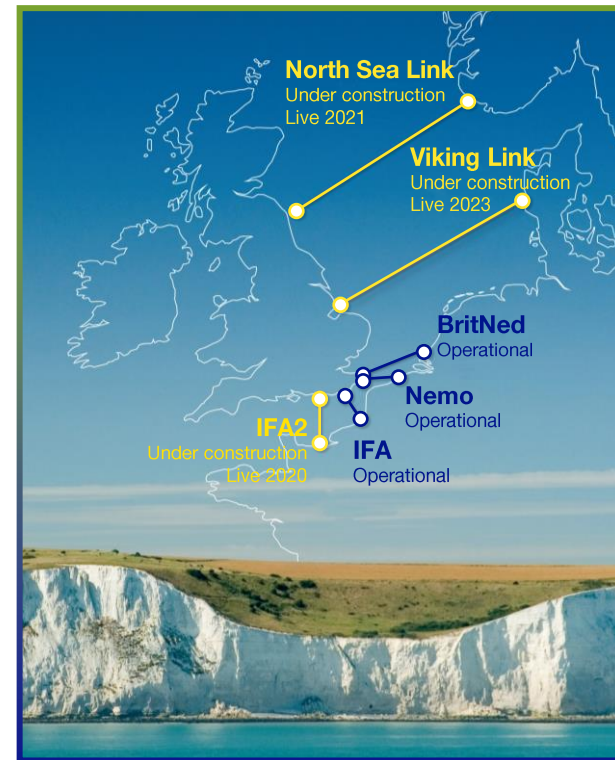 North Sea Link
Under construction
Live 2021
Viking Link
Under construction
Live 2023
BritNed
Operational
Nemo
Operational
IFA2
Under construction
Live 2020
IFA
Operational